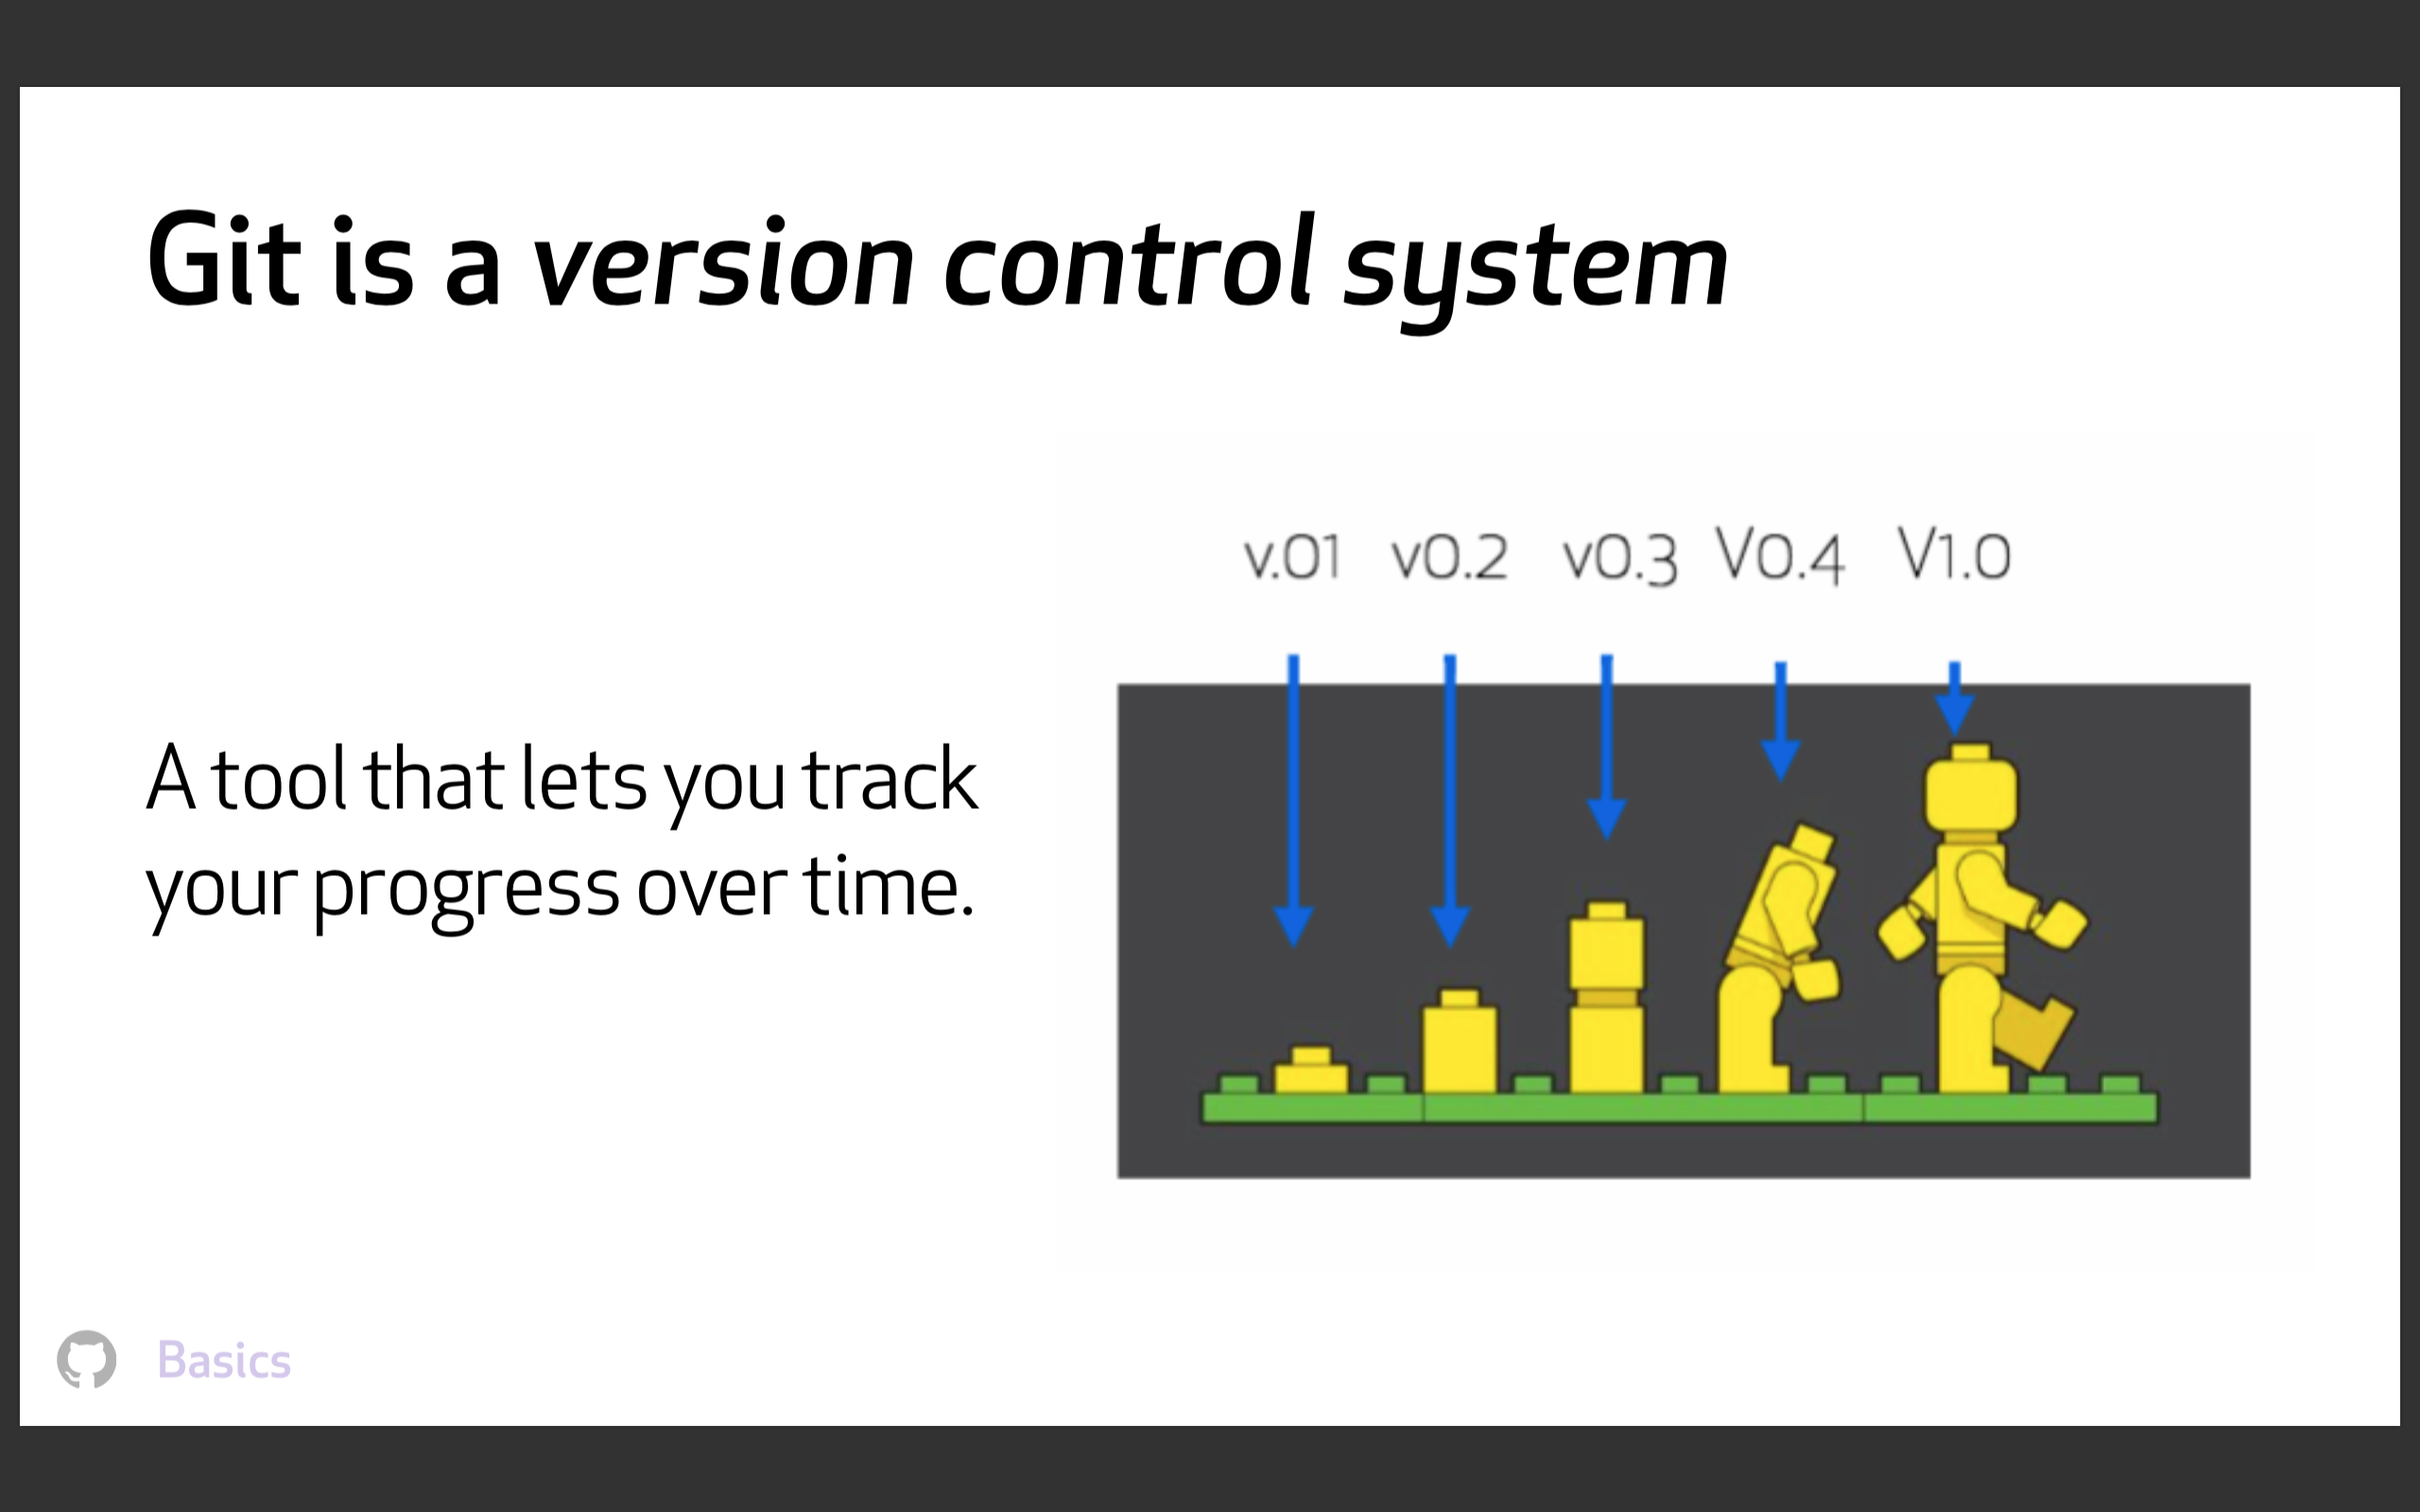 Git is a version control system
A tool that lets you track
your progress over time.
v.01 v0.2 v0.3 V0.4 V1.0
Basics